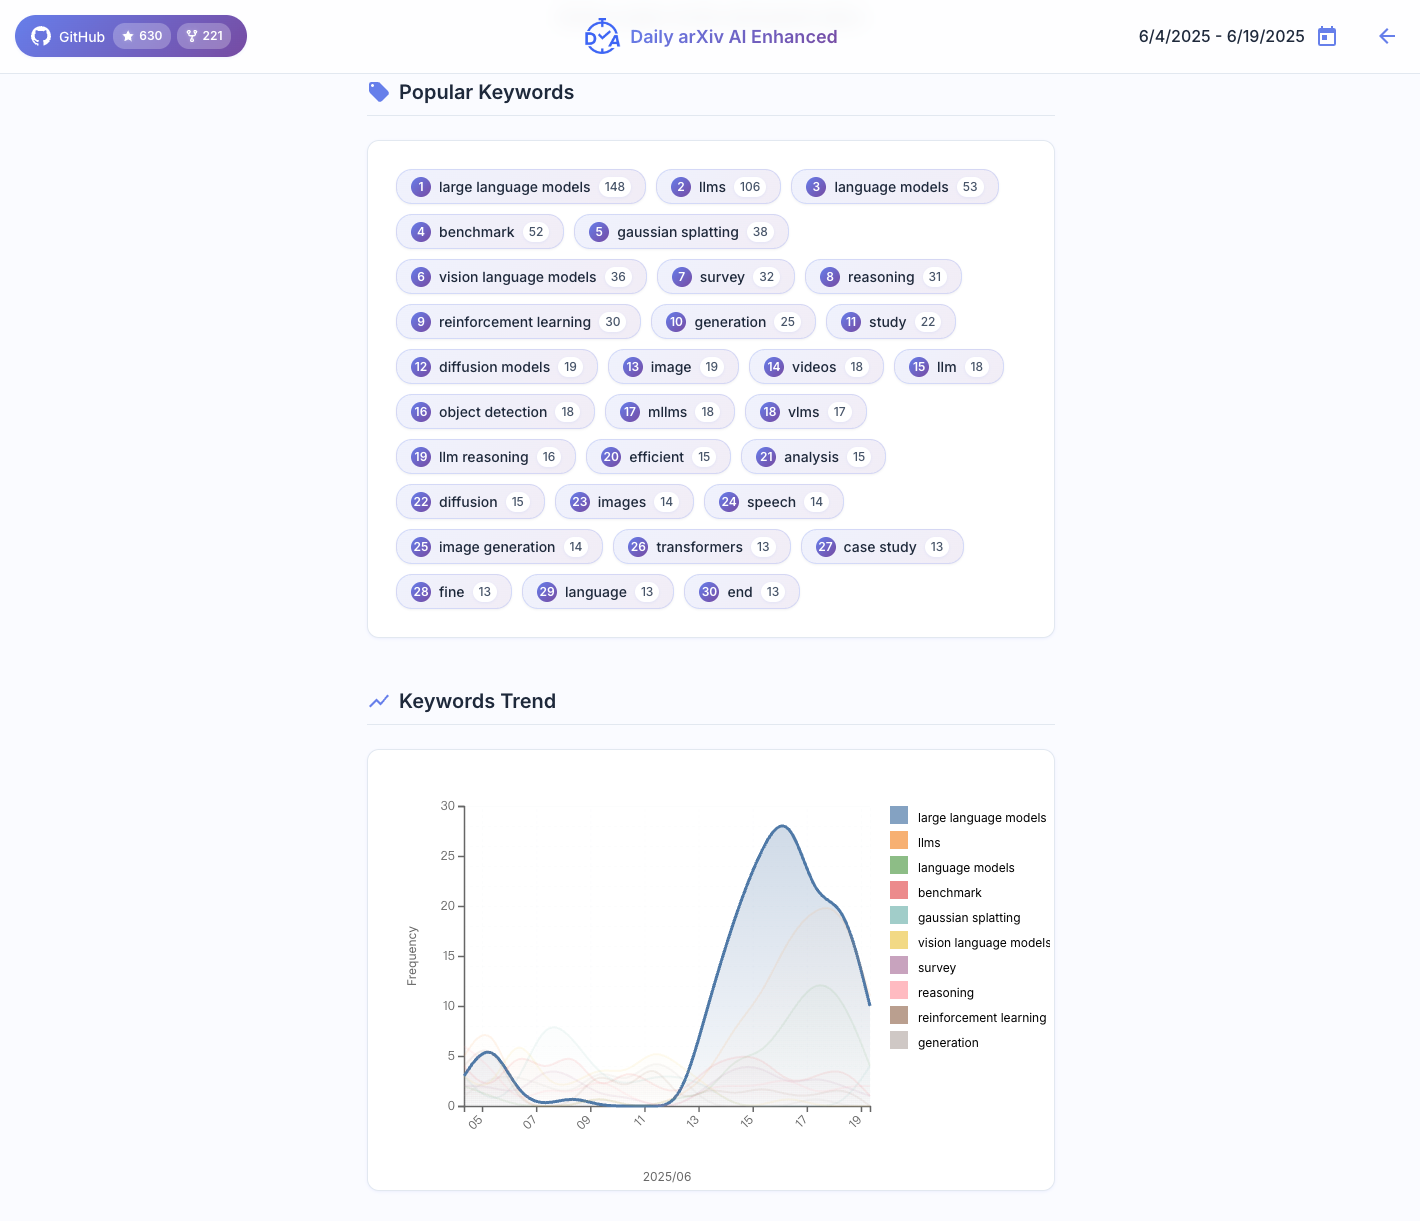 GitHub 630 221
Daily arXiv AI Enhanced
6/4/2025 - 6/19/2025
Popular Keywords
1 large language models 148 2 llms 106 3 language models 53
4 benchmark 52 5 gaussian splatting 38
6 vision language models 36 7 survey 32 8 reasoning 31
9 reinforcement learning 30 10 generation 25 11 study 22
12 diffusion models 19 13 image 19 14 videos 18 15 llm 18
16 object detection 18 17 mllms 18 18 vlms 17
19 llm reasoning 16 20 efficient 15 21 analysis 15
22 diffusion 15 23 images 14 24 speech 14
25 image generation 14 26 transformers 13 27 case study 13
28 fine 13 29 language 13 30 end 13
Keywords Trend
Frequency
30
25
20
15
10
5
0
05 07 09 11 13 15 17 19
2025/06
large language models
llms
language models
benchmark
gaussian splatting
vision language models
survey
reasoning
reinforcement learning
generation